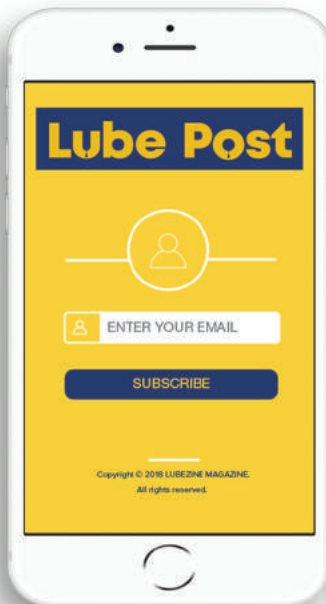 Lube Post
ENTER YOUR EMAIL
SUBSCRIBE
Copyright © 2018 LUBEZINE MAGAZINE.
All rights reserved.